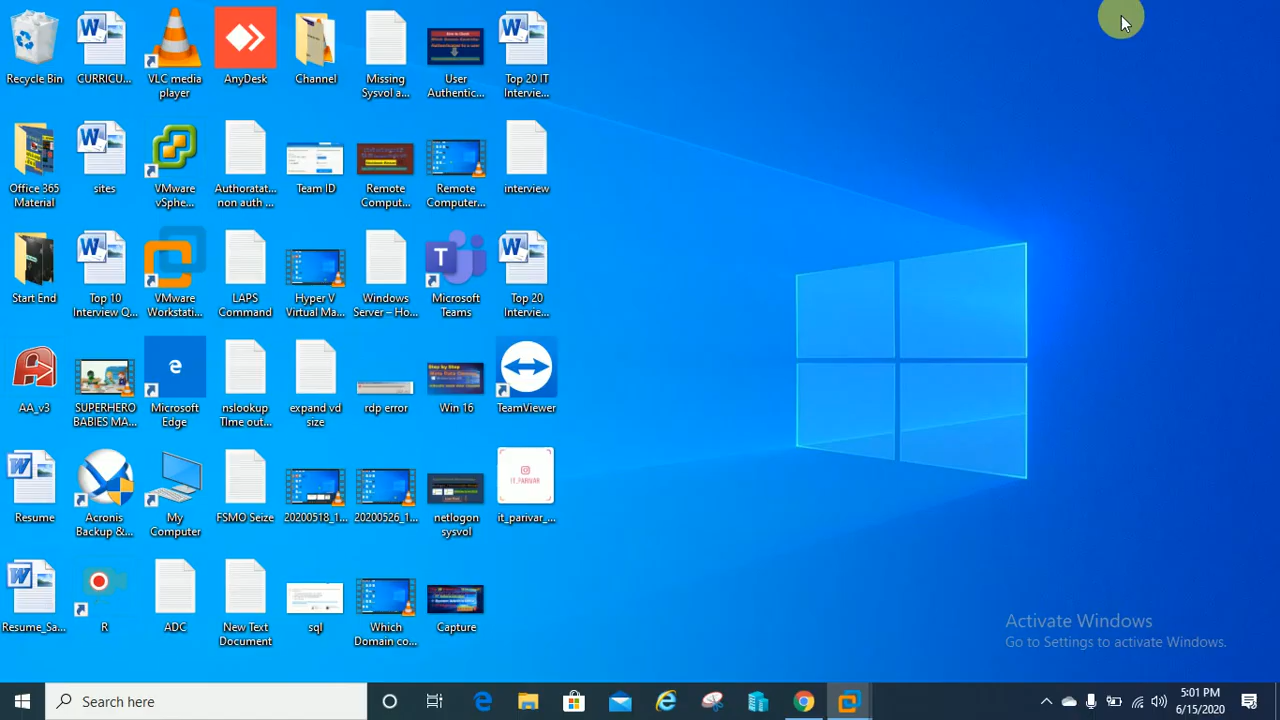 Recycle Bin
CURRICU...
VLC media
player
AnyDesk
Channel
Missing
Sysvol a...
User
Authentic...
Top 20 IT
Intervie...
Office 365
Material
sites
VMware
vSphe...
Authoratat...
non auth ...
Team ID
Remote
Comput...
Remote
Computer...
interview
Start End
Top 10
Interview Q...
VMware
Workstati...
LAPS
Command
Hyper V
Virtual Ma...
Windows
Server – Ho...
Microsoft
Teams
Top 20
Intervie...
AA_v3
SUPERHERO
BABIES MA...
Microsoft
Edge
nslookup
TIme out...
expand vd
size
rdp error
Step by Step
Win 16
TeamViewer
Resume
Acronis
Backup &...
My
Computer
FSMO Seize
20200518_1...
20200526_1...
netlogon
sysvol
IT_PARIVAR
it_parivar_...
Resume_Sa...
R
ADC
New Text
Document
sql
Which
Domain co...
Capture
Activate Windows
Go to Settings to activate Windows.
Search here
5:01 PM
6/15/2020